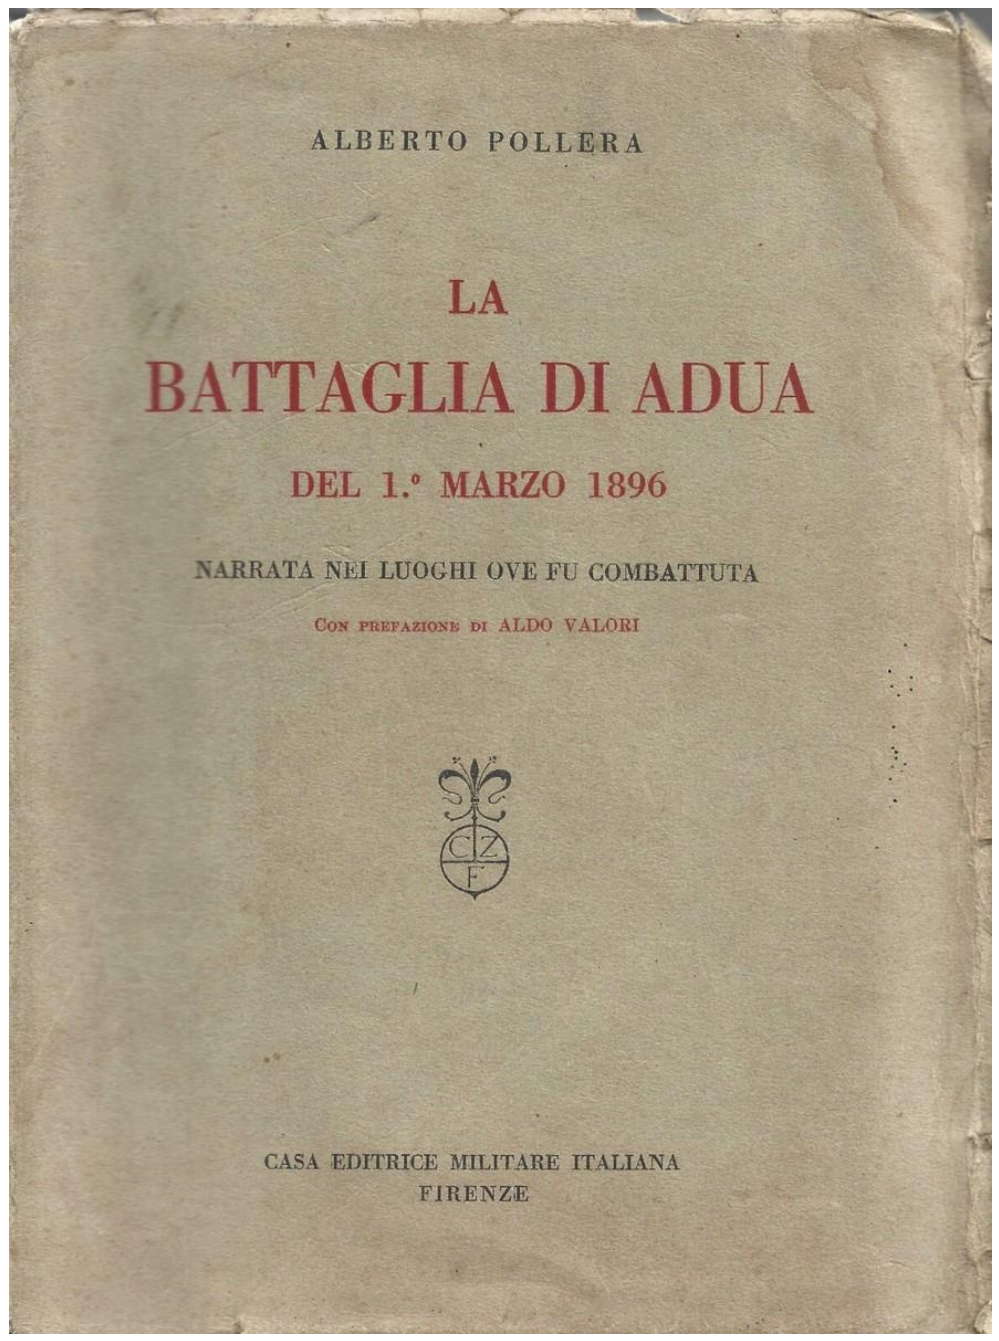 ALBERTO POLLERA
LA
BATTAGLIA DI ADUA
DEL 1.º MARZO 1896
NARRATA NEI LUOGHI OVE FU COMBATTUTA
CON PREFAZIONE DI ALDO VALORI
C Z
F
CASA EDITRICE MILITARE ITALIANA
FIRENZE